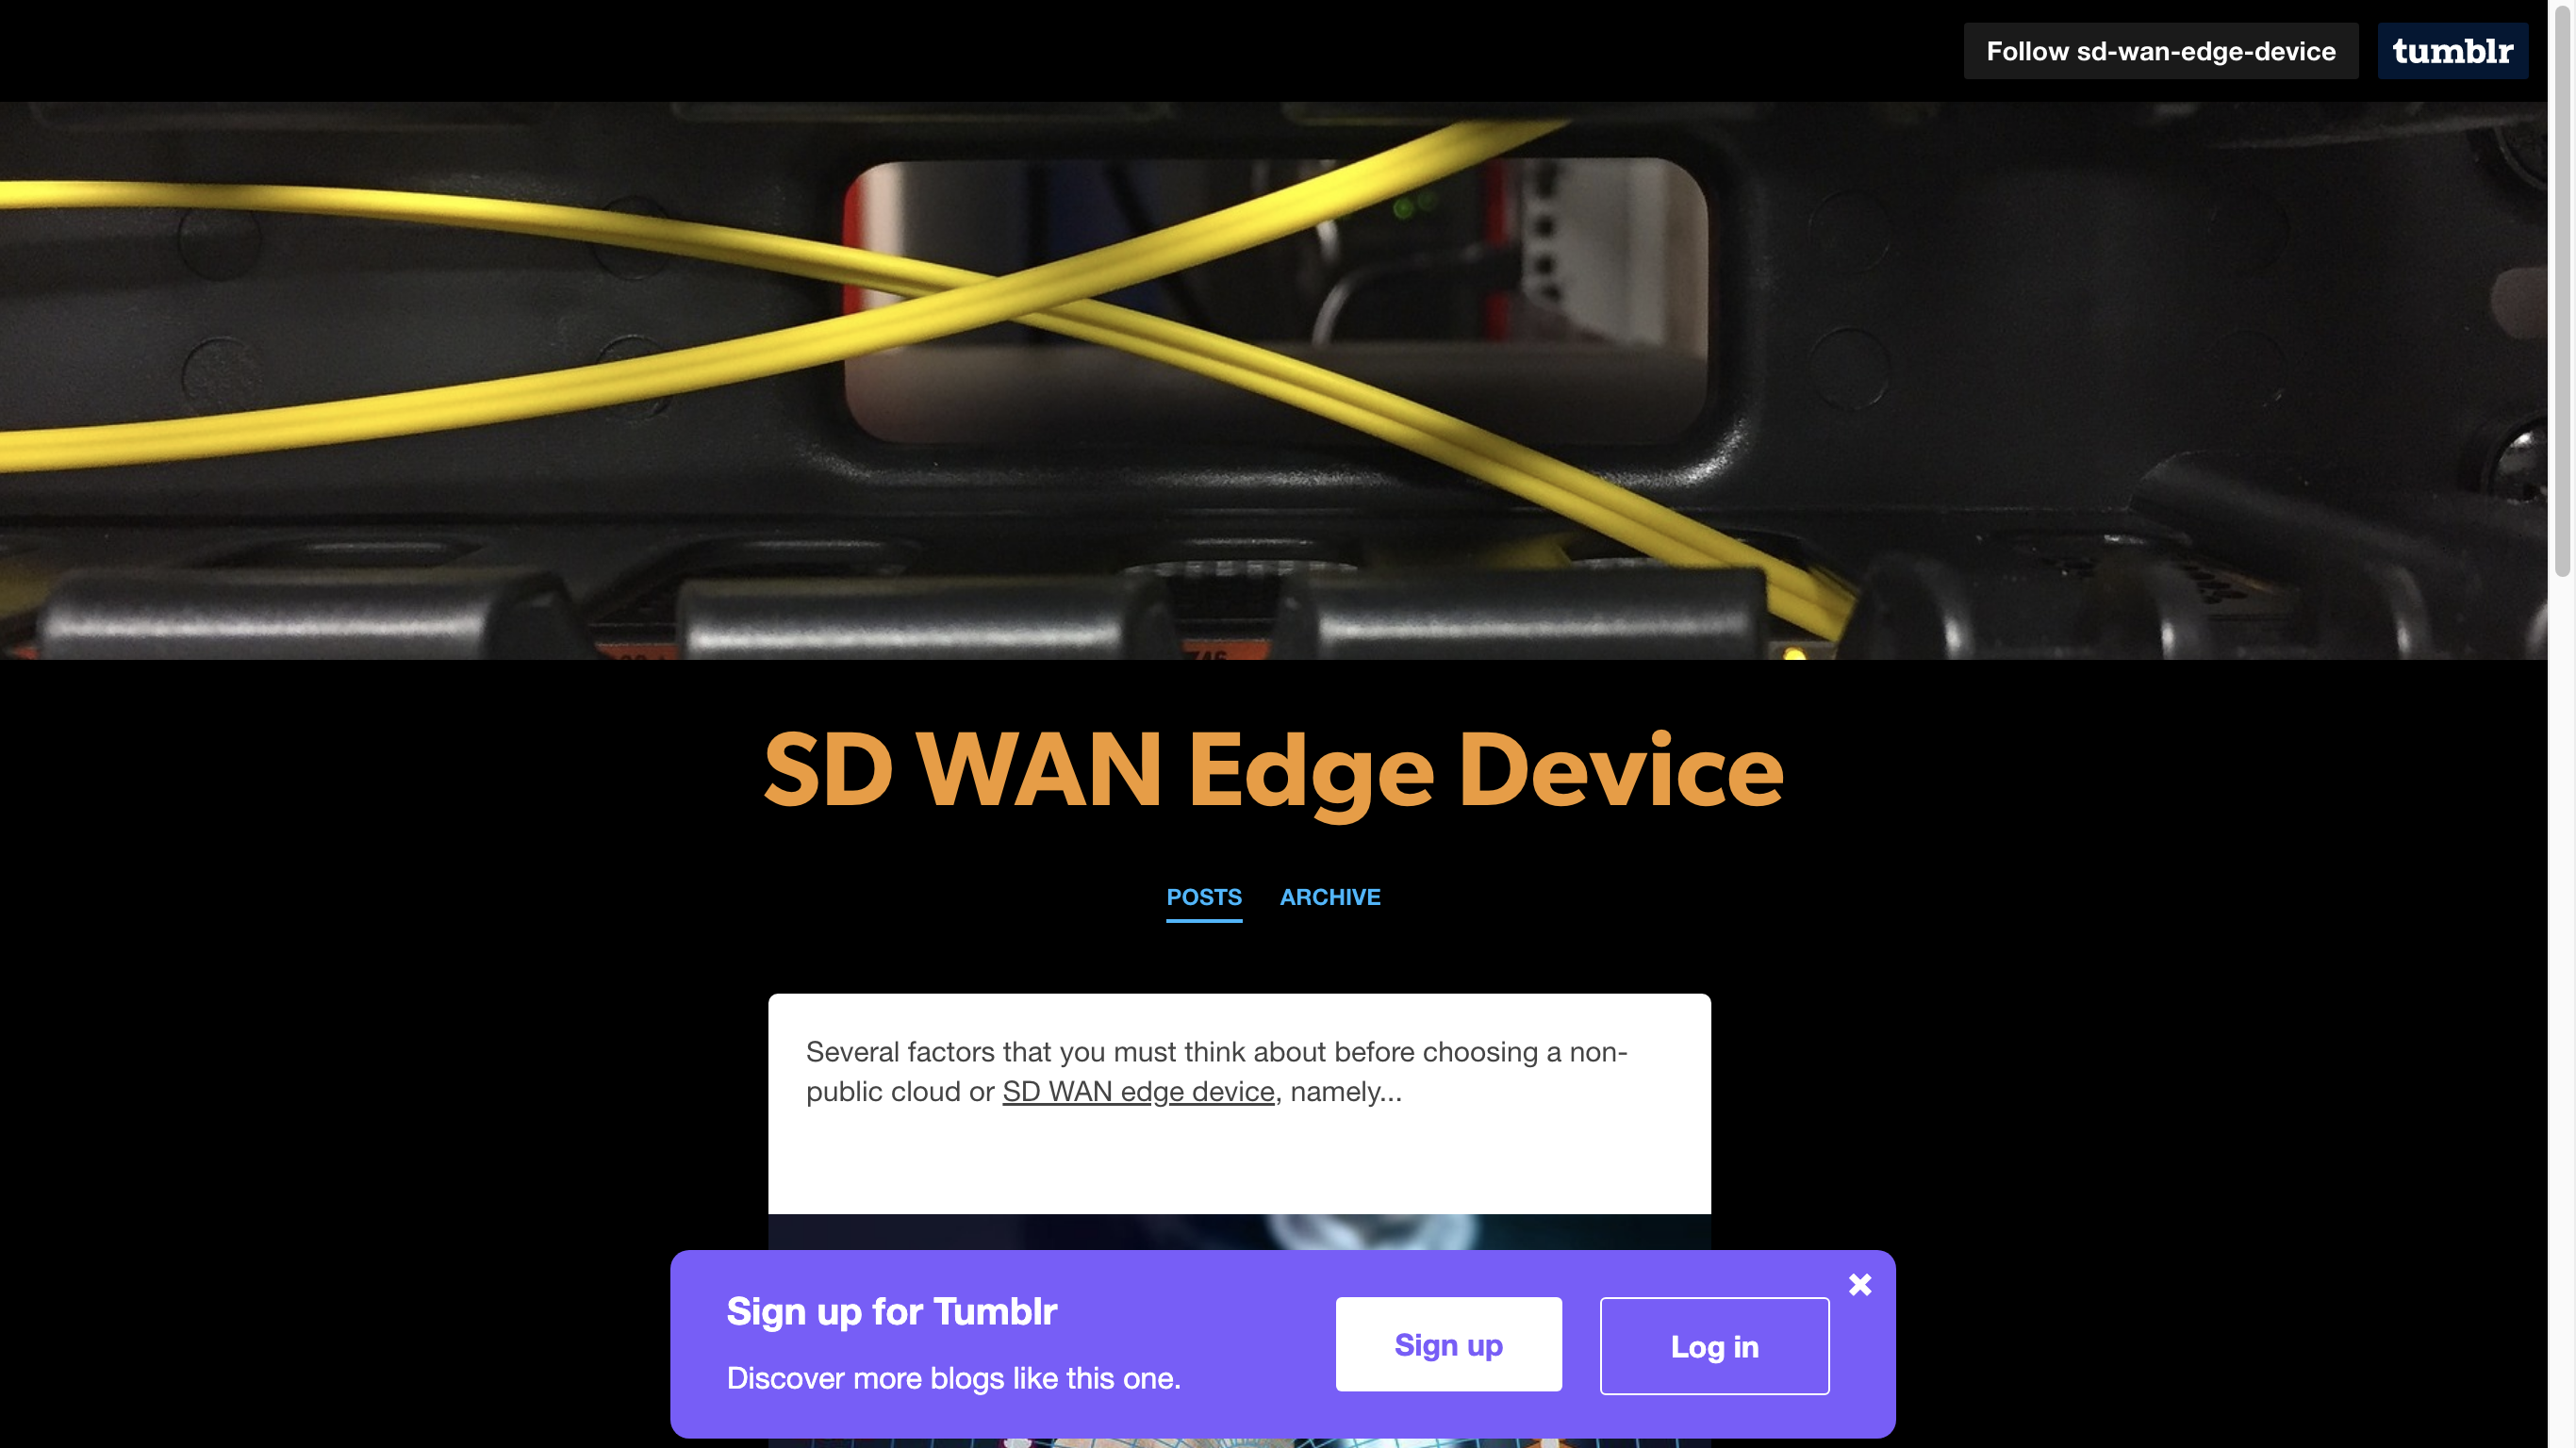 Follow sd-wan-edge-device
tumblr
SD WAN Edge Device
POSTS
ARCHIVE
Several factors that you must think about before choosing a non-
public cloud or SD WAN edge device, namely...
Sign up for Tumblr
Discover more blogs like this one.
Sign up
Log in